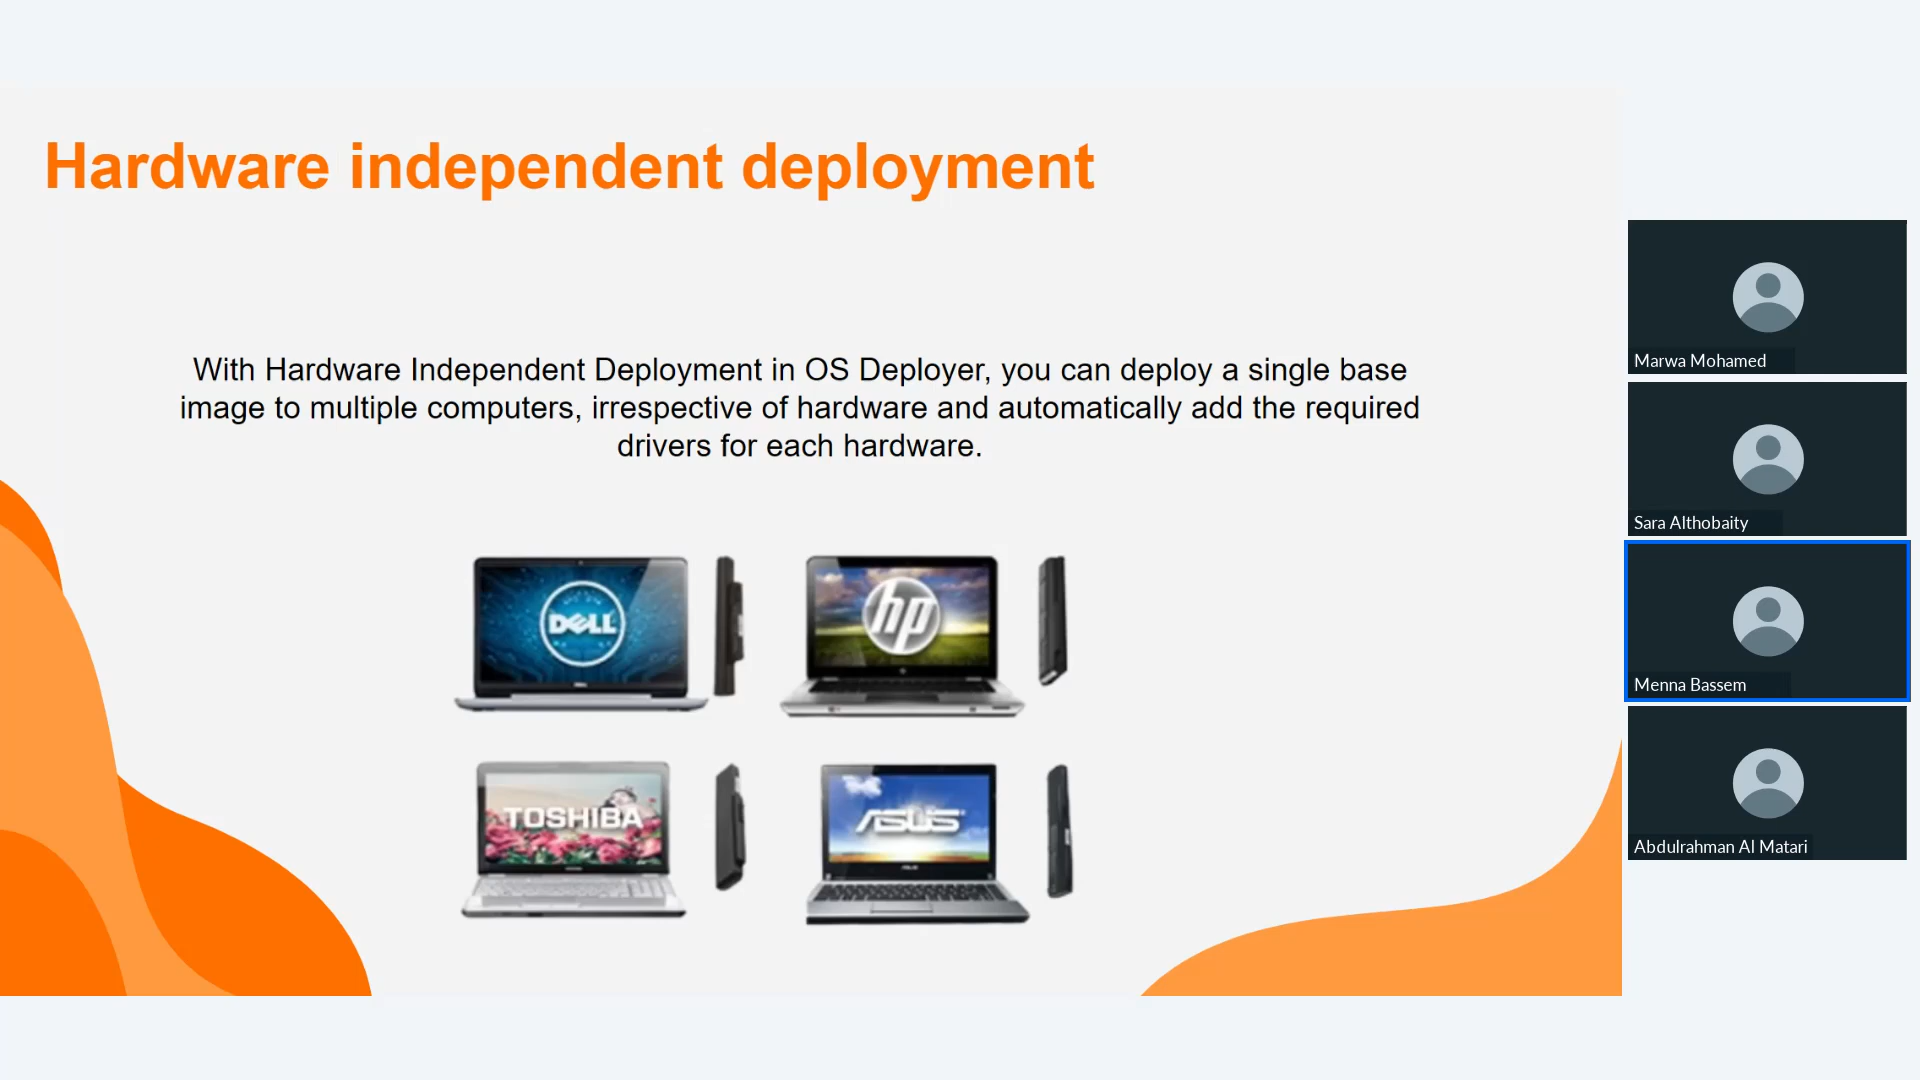 Hardware independent deployment
With Hardware Independent Deployment in OS Deployer, you can deploy a single base
image to multiple computers, irrespective of hardware and automatically add the required
drivers for each hardware.
DELL
hp
TOSHIBA
ASUS
Marwa Mohamed
Sara Althobaity
Menna Bassem
Abdulrahman Al Matari